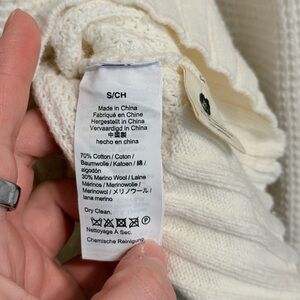 S/CH
Made in China
Fabriqué en Chine
Hergestellt in China
Vervaardigd in China
中国製
hecho en china
70% Cotton / Coton /
Baumwolle / Katoen / 綿 /
algodón
30% Merino Wool / Laine
Mérinos / Merinowolle /
Merinowol / メリノウール /
lana merino
Dry Clean.
P
Nettoyage À Sec.
Chemische Reinigung